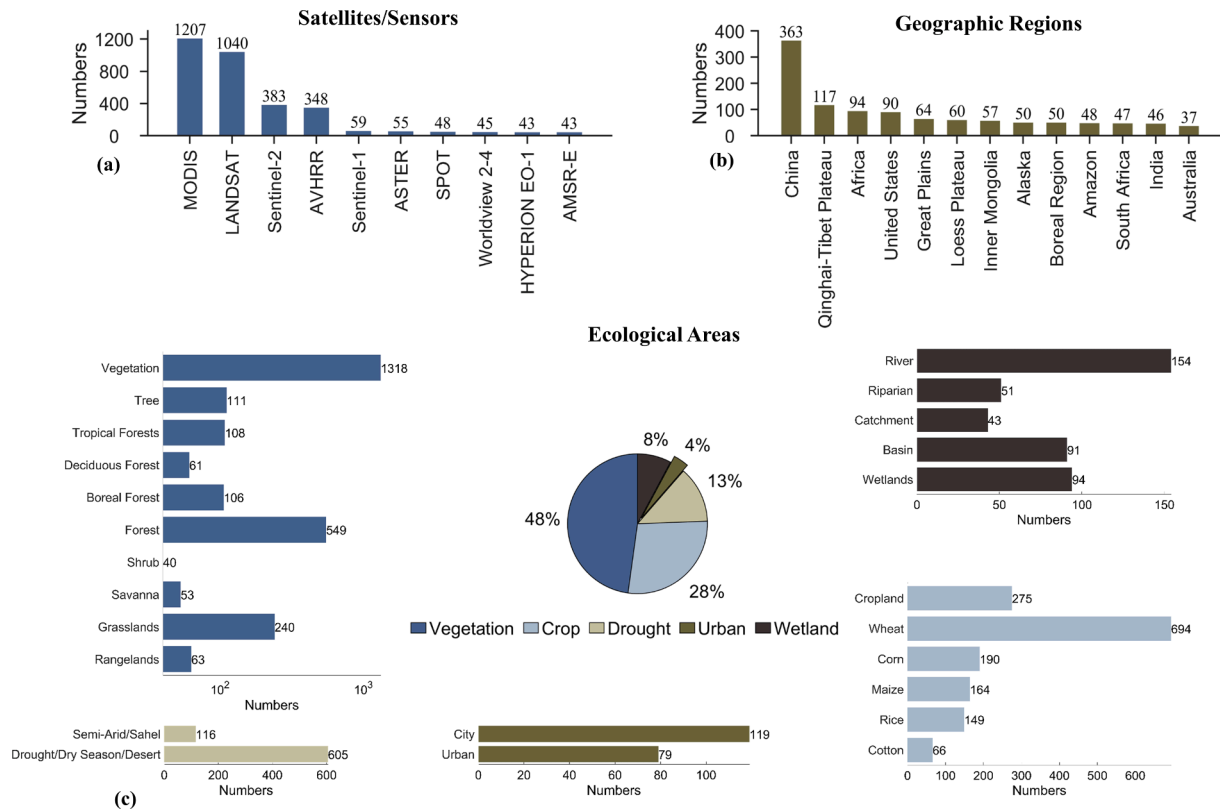 Satellites/Sensors
Numbers
1200
800
400
0
1207
1040
383
348
59
55
48
45
43
43
MODIS
LANDSAT
Sentinel-2
AVHRR
Sentinel-1
ASTER
SPOT
Worldview 2-4
HYPERION EO-1
AMSR-E
(a)
Geographic Regions
Numbers
400
300
200
100
0
363
117
94
90
64
60
57
50
50
48
47
46
37
China
Qinghai-Tibet Plateau
Africa
United States
Great Plains
Loess Plateau
Inner Mongolia
Alaska
Boreal Region
Amazon
South Africa
India
Australia
(b)
Ecological Areas
Vegetation 1318
Tree 111
Tropical Forests 108
Deciduous Forest 61
Boreal Forest 106
Forest 549
Shrub 40
Savanna 53
Grasslands 240
Rangelands 63
10² 10³
Numbers
8%
4%
13%
28%
48%
Vegetation Crop Drought Urban Wetland
River 154
Riparian 51
Catchment 43
Basin 91
Wetlands 94
0 50 100 150
Numbers
Cropland 275
Wheat 694
Corn 190
Maize 164
Rice 149
Cotton 66
0 100 200 300 400 500 600
Numbers
Semi-Arid/Sahel 116
Drought/Dry Season/Desert 605
0 200 400 600
Numbers
City 119
Urban 79
0 20 40 60 80 100
Numbers
(c)